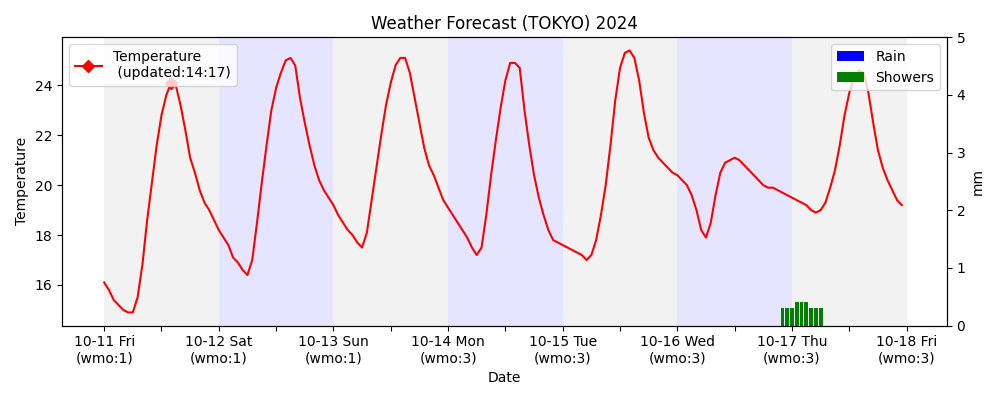 Weather Forecast (TOKYO) 2024
Temperature
(updated:14:17)
Rain
Showers
Temperature
24
22
20
18
16
5
4
3
2
1
0
mm
10-11 Fri
(wmo:1)
10-12 Sat
(wmo:1)
10-13 Sun
(wmo:1)
10-14 Mon
(wmo:3)
10-15 Tue
(wmo:3)
10-16 Wed
(wmo:3)
10-17 Thu
(wmo:3)
10-18 Fri
(wmo:3)
Date